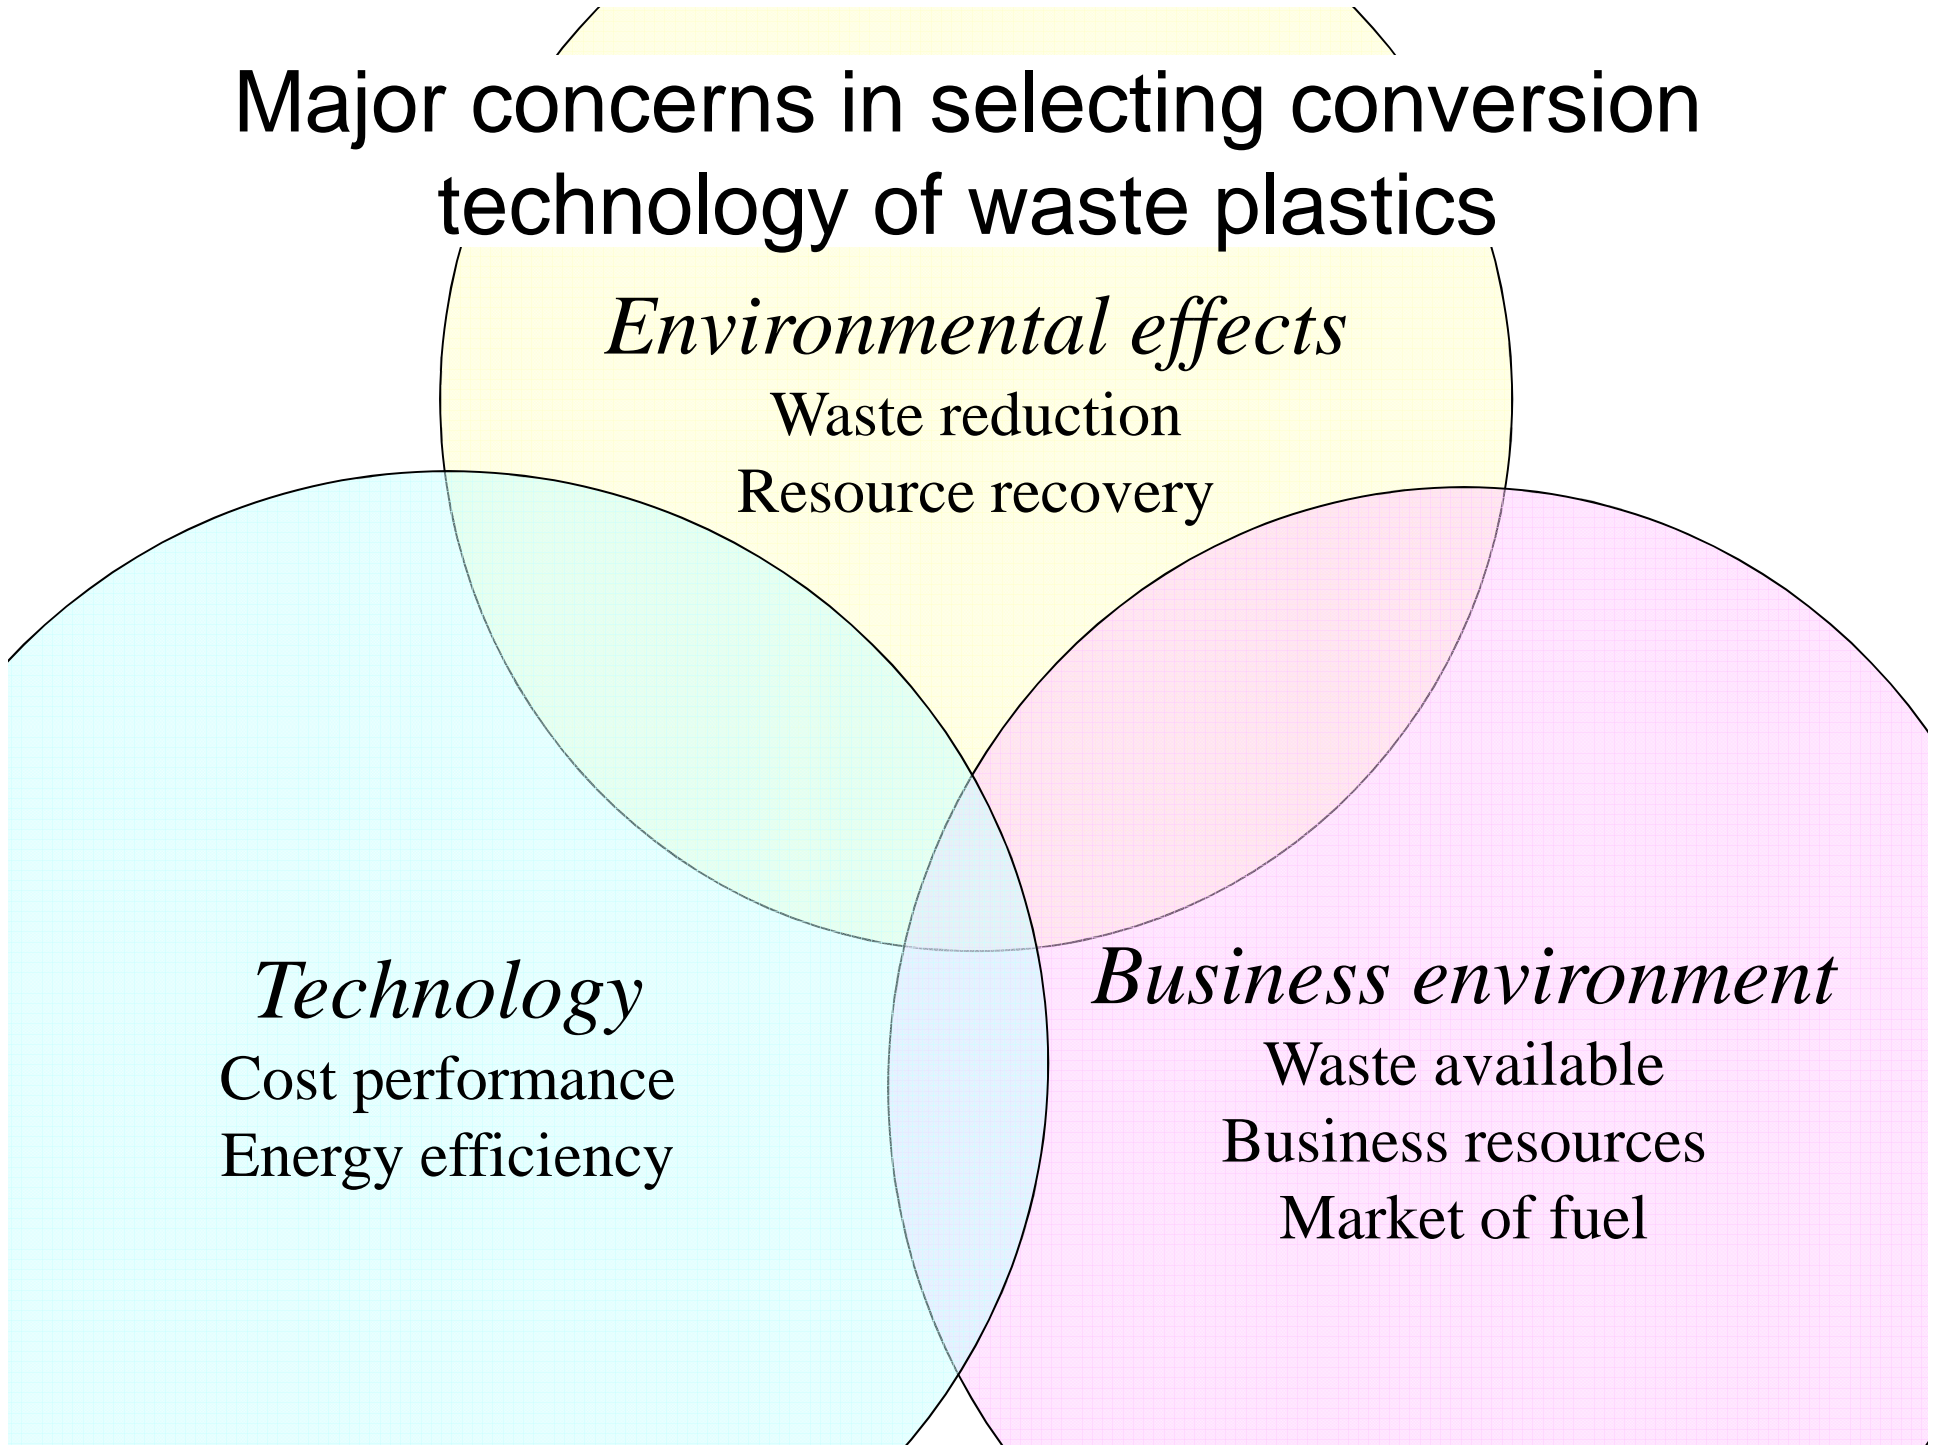 Major concerns in selecting conversion
technology of waste plastics
Environmental effects
Waste reduction
Resource recovery
Technology
Cost performance
Energy efficiency
Business environment
Waste available
Business resources
Market of fuel